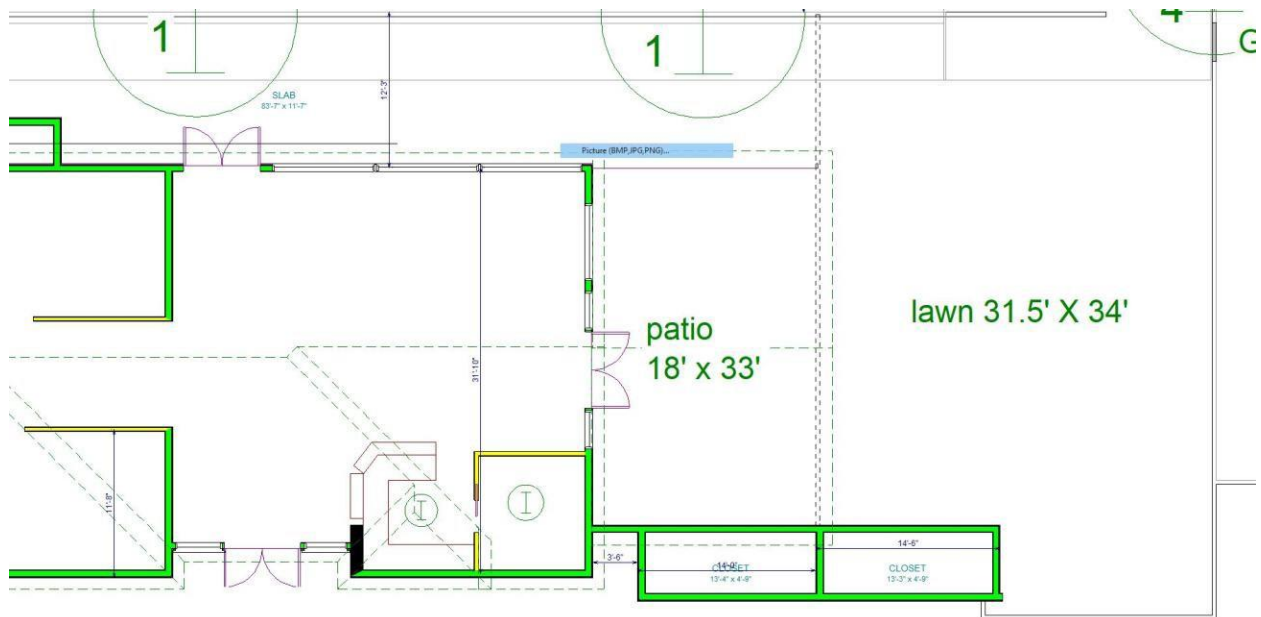 1
1
4
G
SLAB
83'-7" x 11'-7"
12'-3"
Picture (BMP,JPG,PNG)...
lawn 31.5' X 34'
patio
18' x 33'
31'-10"
11'-8"
I
I
3'-6"
14'-0"
14'-6"
CLOSET
13'-4" x 4'-9"
CLOSET
13'-3" x 4'-9"